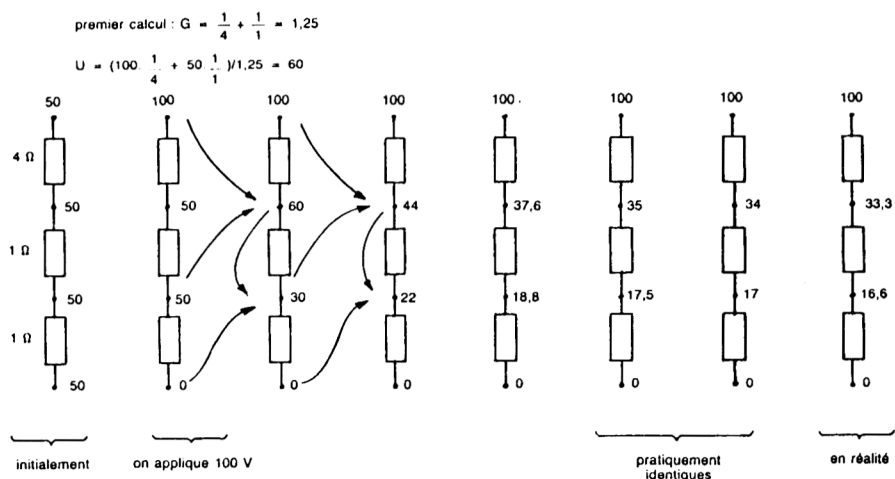 premier calcul : G = 1/4 + 1/1 = 1,25
U = (100. 1/4 + 50. 1/1)/1,25 = 60
50 100 100 100 100 . 100 100 100
4 Ω
50 50 60 44 37,6 35 34 33,3
1 Ω
50 50 30 22 18,8 17,5 17 16,6
1 Ω
50 0 0 0 0 0 0 0
initialement on applique 100 V pratiquement en réalité
identiques